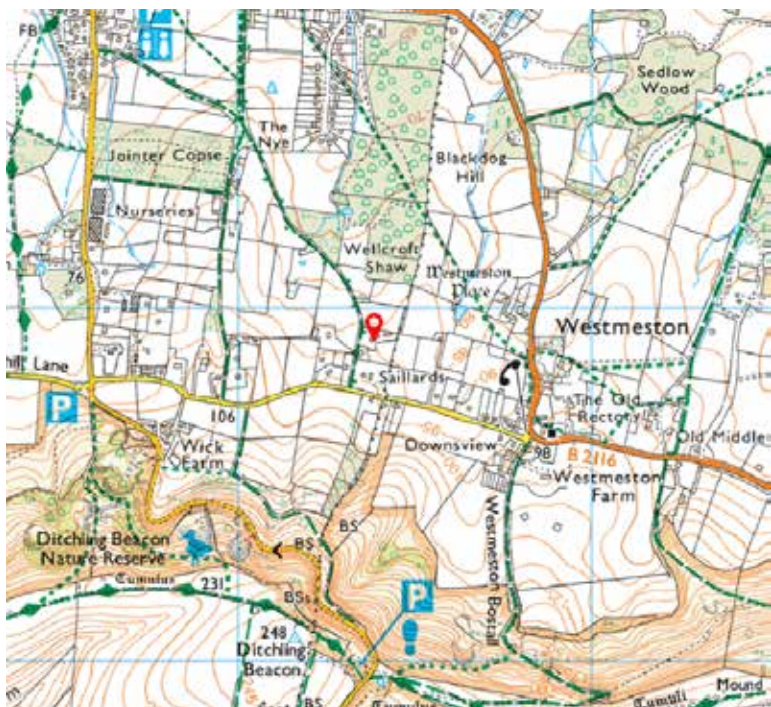 FB
Sedlow
Wood
The
Nye
Jointer Copse
Blackdog
Hill
Nurseries
Wellcroft
Shaw
Westmeston
Place
76
Westmeston
Lane
Saillards
P
106
The Old
Rectory
Wick
Farm
Downsview
98
B 2116
Old Middle
Westmeston
Farm
Westmeston Bostall
BS
BS
Ditchling Beacon
Nature Reserve
Tumulus
231
BSs
P
248
Ditchling
Beacon
BS
Tumulus
Tumuli
Mound